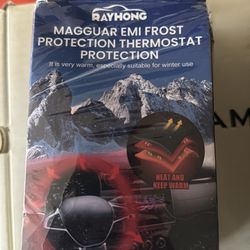 RAYHONG
MAGGUAR EMI FROST
PROTECTION THERMOSTAT
PROTECTION
It is very warm, especially suitable for winter use
HEAT AND
KEEP WARM
AM